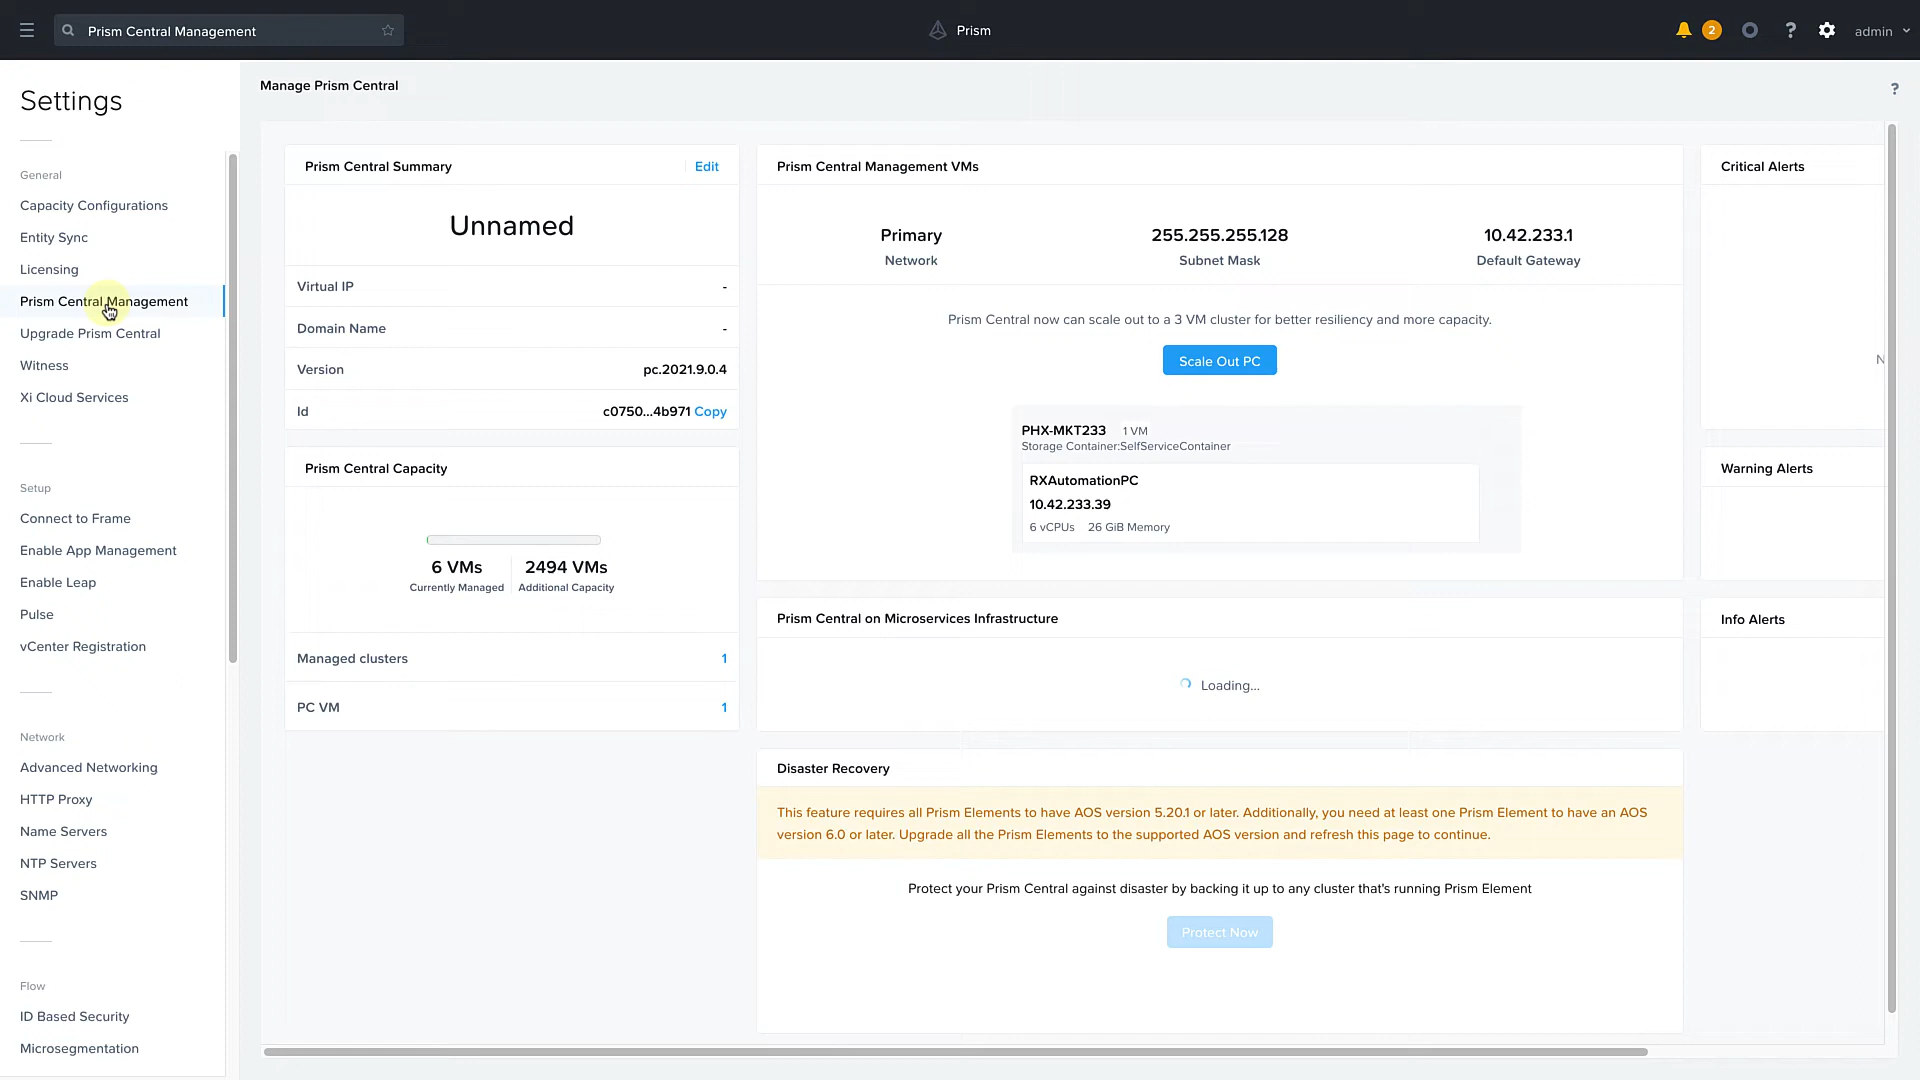 Prism Central Management
Prism
2
?
admin
Settings
General
Capacity Configurations
Entity Sync
Licensing
Prism Central Management
Upgrade Prism Central
Witness
Xi Cloud Services
Setup
Connect to Frame
Enable App Management
Enable Leap
Pulse
vCenter Registration
Network
Advanced Networking
HTTP Proxy
Name Servers
NTP Servers
SNMP
Flow
ID Based Security
Microsegmentation
Manage Prism Central
?
Prism Central Summary
Edit
Unnamed
Virtual IP -
Domain Name -
Version pc.2021.9.0.4
Id c0750...4b971 Copy
Prism Central Capacity
6 VMs 2494 VMs
Currently Managed Additional Capacity
Managed clusters 1
PC VM 1
Prism Central Management VMs
Primary 255.255.255.128 10.42.233.1
Network Subnet Mask Default Gateway
Prism Central now can scale out to a 3 VM cluster for better resiliency and more capacity.
Scale Out PC
PHX-MKT233 1 VM
Storage Container:SelfServiceContainer
RXAutomationPC
10.42.233.39
6 vCPUs 26 GiB Memory
Prism Central on Microservices Infrastructure
Loading...
Disaster Recovery
This feature requires all Prism Elements to have AOS version 5.20.1 or later. Additionally, you need at least one Prism Element to have an AOS
version 6.0 or later. Upgrade all the Prism Elements to the supported AOS version and refresh this page to continue.
Protect your Prism Central against disaster by backing it up to any cluster that's running Prism Element
Protect Now
Critical Alerts
N
Warning Alerts
Info Alerts